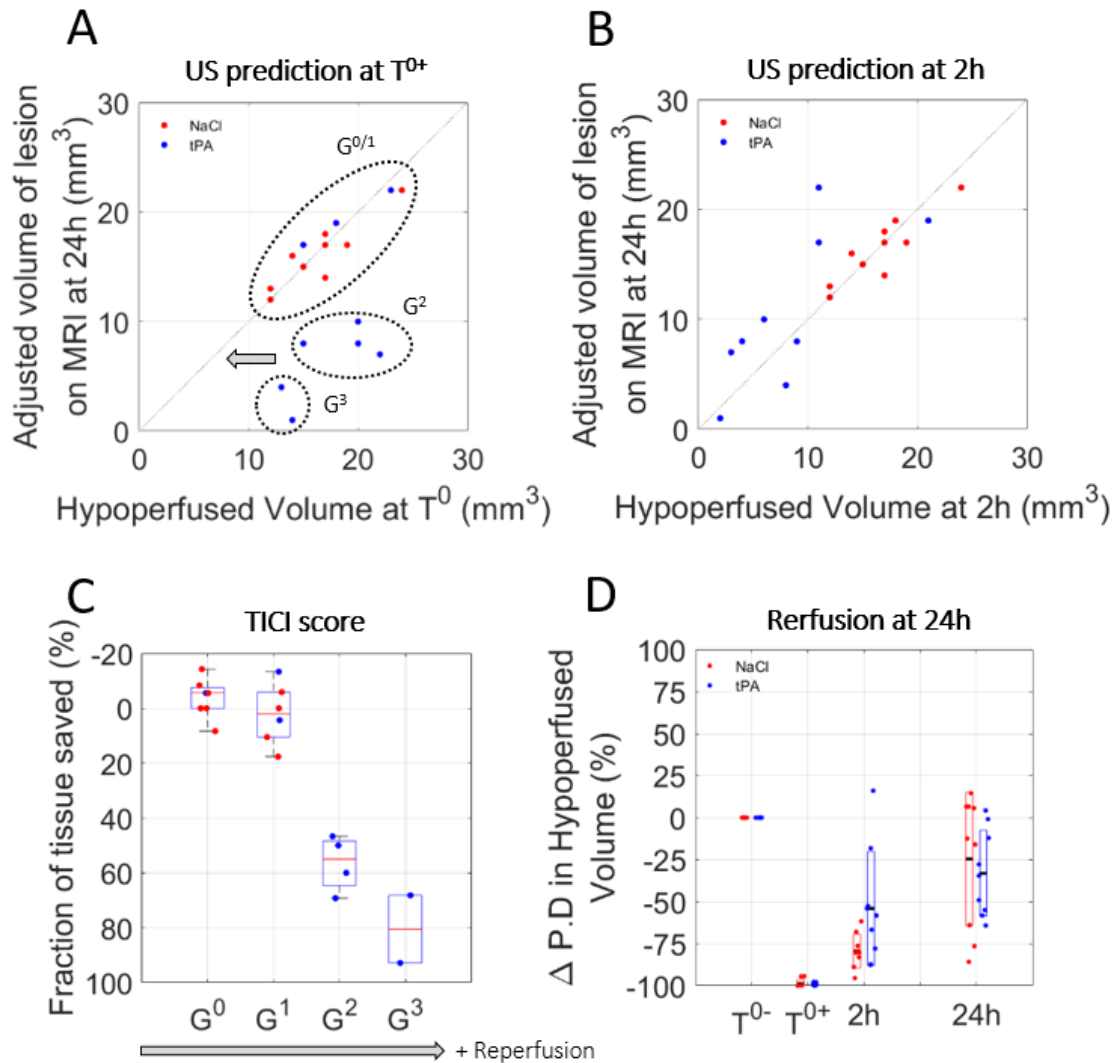 A
US prediction at T⁰⁺
Adjusted volume of lesion
on MRI at 24h (mm³)
30
20
10
0
NaCl
tPA
G⁰ᐟ¹
G²
G³
0 10 20 30
Hypoperfused Volume at T⁰ (mm³)
B
US prediction at 2h
Adjusted volume of lesion
on MRI at 24h (mm³)
30
20
10
0
NaCl
tPA
0 10 20 30
Hypoperfused Volume at 2h (mm³)
C
TICI score
Fraction of tissue saved (%)
-20
0
20
40
60
80
100
G⁰ G¹ G² G³
+ Reperfusion
D
Rerfusion at 24h
Δ P.D in Hypoperfused
Volume (%)
100
75
50
25
0
-25
-50
-75
-100
NaCl
tPA
T⁰⁻ T⁰⁺ 2h 24h